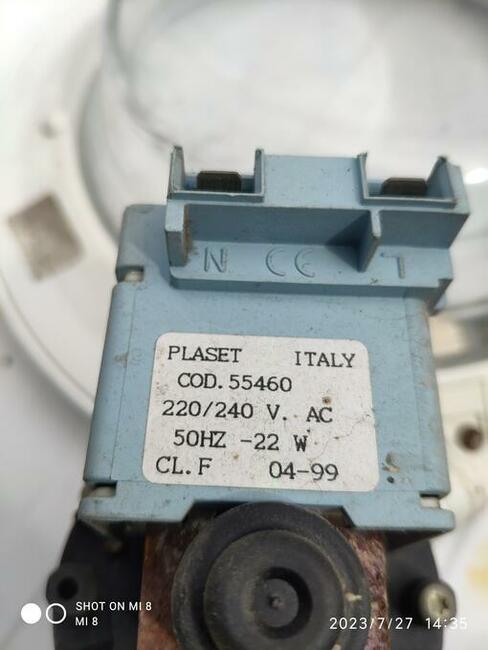 N CE L
PLASET ITALY
COD.55460
220/240 V. AC
50HZ -22 W
CL.F 04-99
SHOT ON MI 8
MI 8
2023/7/27 14:35